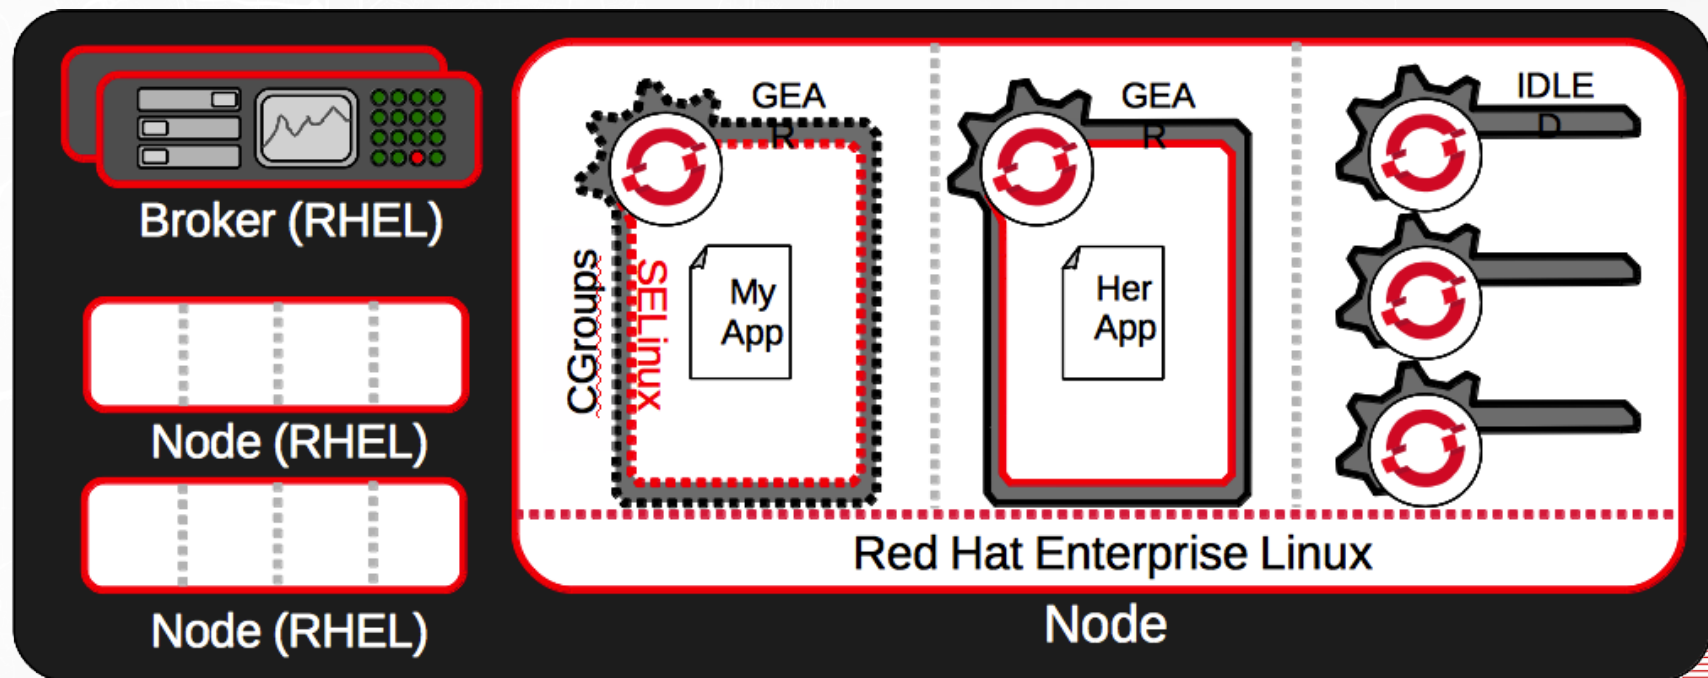 Broker (RHEL)
Node (RHEL)
Node (RHEL)
GEA
R
CGroups
SELinux
My
App
GEA
R
Her
App
IDLE
D
Red Hat Enterprise Linux
Node